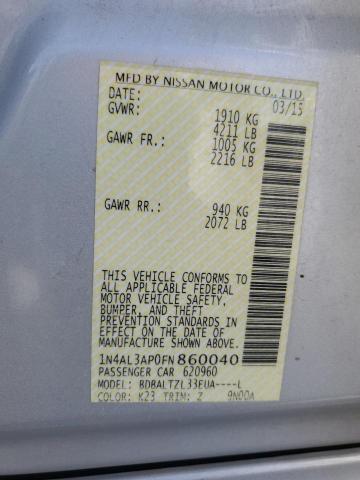 MFD BY NISSAN MOTOR CO., LTD.
DATE: 03/15
GVWR: 1910 KG
4211 LB
GAWR FR.: 1005 KG
2216 LB
GAWR RR.: 940 KG
2072 LB
THIS VEHICLE CONFORMS TO
ALL APPLICABLE FEDERAL
MOTOR VEHICLE SAFETY,
BUMPER, AND THEFT
PREVENTION STANDARDS
IN EFFECT ON THE DATE OF
MANUFACTURE SHOWN ABOVE.
1N4AL3AP0FN860040
PASSENGER CAR 620960
MODEL: BDBALTZL33EUA----L
COLOR: K23 TRIM: Z 9N00A